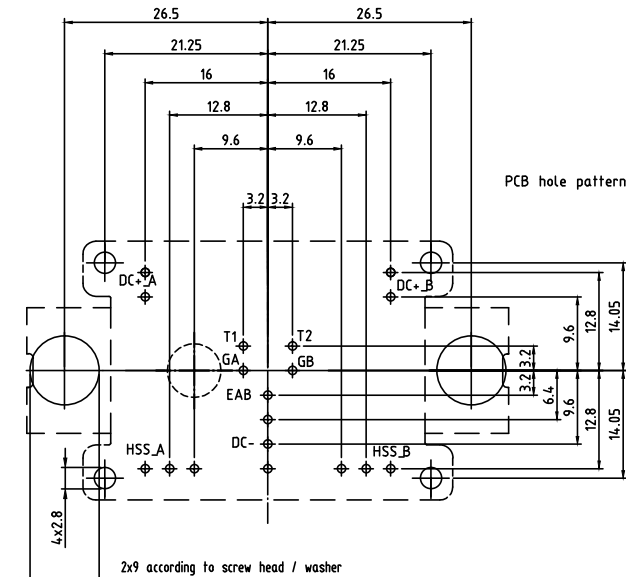 26.5 26.5
21.25 21.25
16 16
12.8 12.8
9.6 9.6
PCB hole pattern
3.2 3.2
DC+_A DC+_B
T1 T2
GA GB
EAB
DC-
HSS_A HSS_B
3.2
9.6
12.8
14.05
3.2
6.4
9.6
12.8
14.05
4x2.8
2x9 according to screw head / washer